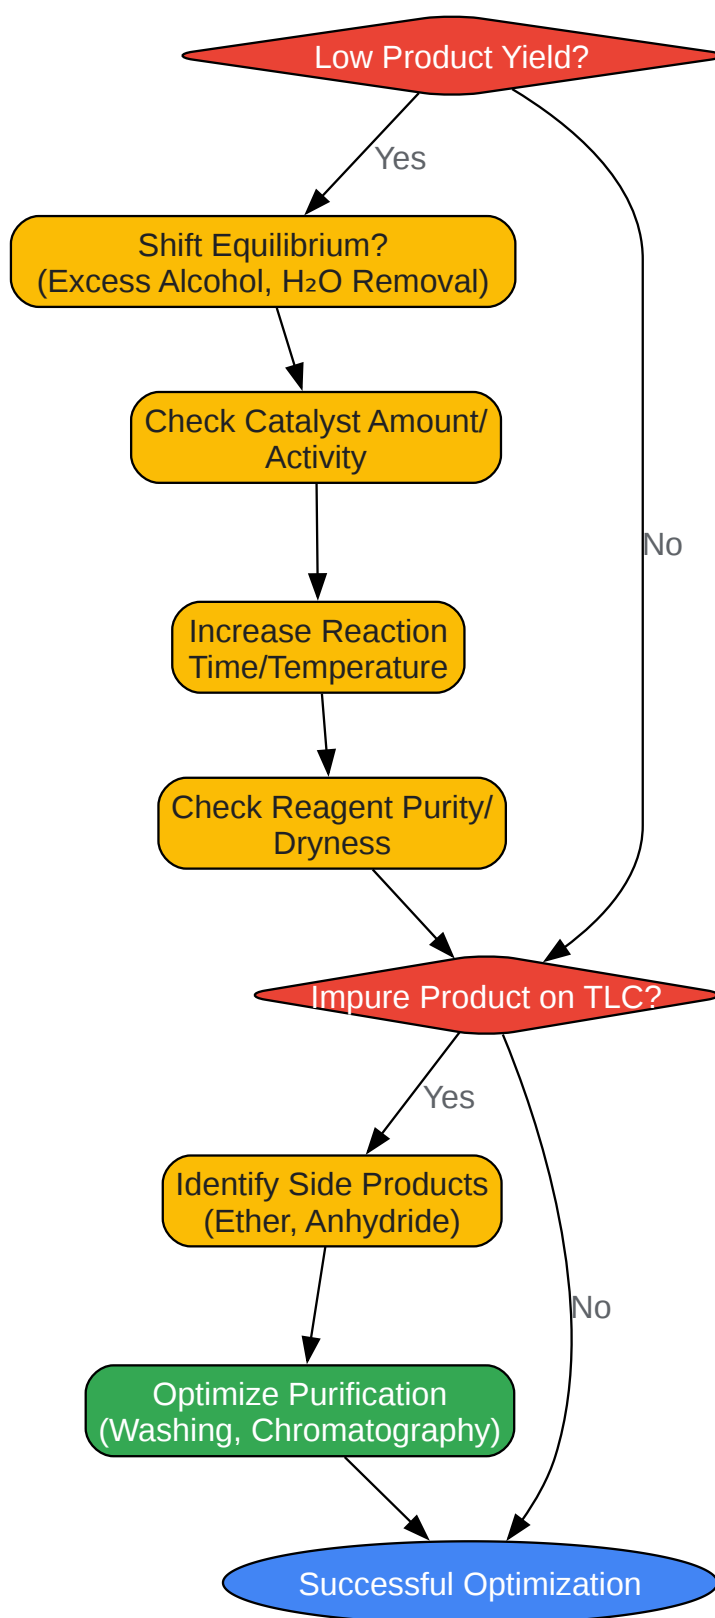 Low Product Yield?
Yes
Shift Equilibrium?
(Excess Alcohol, H₂O Removal)
Check Catalyst Amount/
Activity
No
Increase Reaction
Time/Temperature
Check Reagent Purity/
Dryness
Impure Product on TLC?
Yes
Identify Side Products
(Ether, Anhydride)
No
Optimize Purification
(Washing, Chromatography)
Successful Optimization